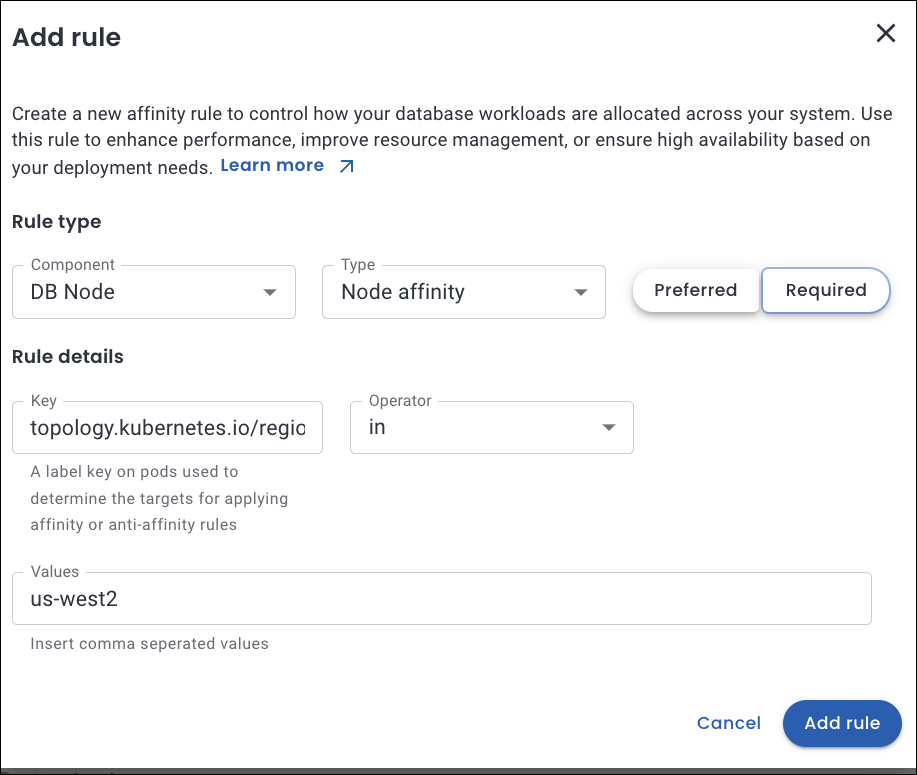 Add rule
Create a new affinity rule to control how your database workloads are allocated across your system. Use
this rule to enhance performance, improve resource management, or ensure high availability based on
your deployment needs. Learn more
Rule type
Component
DB Node
Type
Node affinity
Preferred
Required
Rule details
Key
topology.kubernetes.io/regio
Operator
in
A label key on pods used to
determine the targets for applying
affinity or anti-affinity rules
Values
us-west2
Insert comma seperated values
Cancel
Add rule